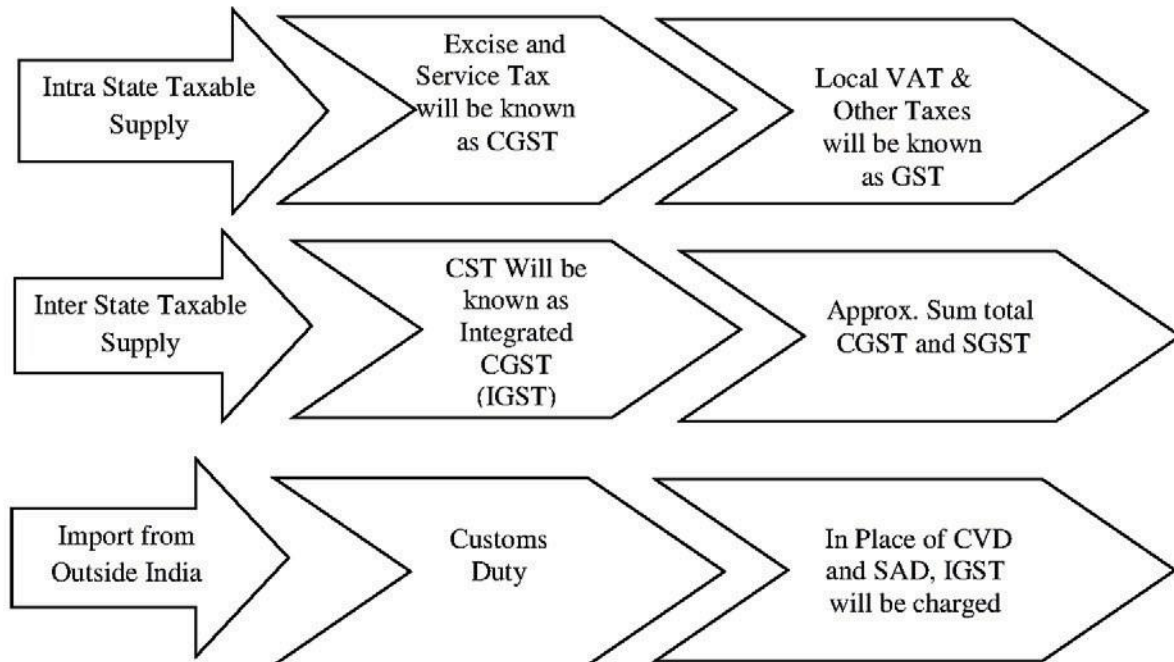 Intra State Taxable
Supply
Excise and
Service Tax
will be known
as CGST
Local VAT &
Other Taxes
will be known
as GST
Inter State Taxable
Supply
CST Will be
known as
Integrated
CGST
(IGST)
Approx. Sum total
CGST and SGST
Import from
Outside India
Customs
Duty
In Place of CVD
and SAD, IGST
will be charged